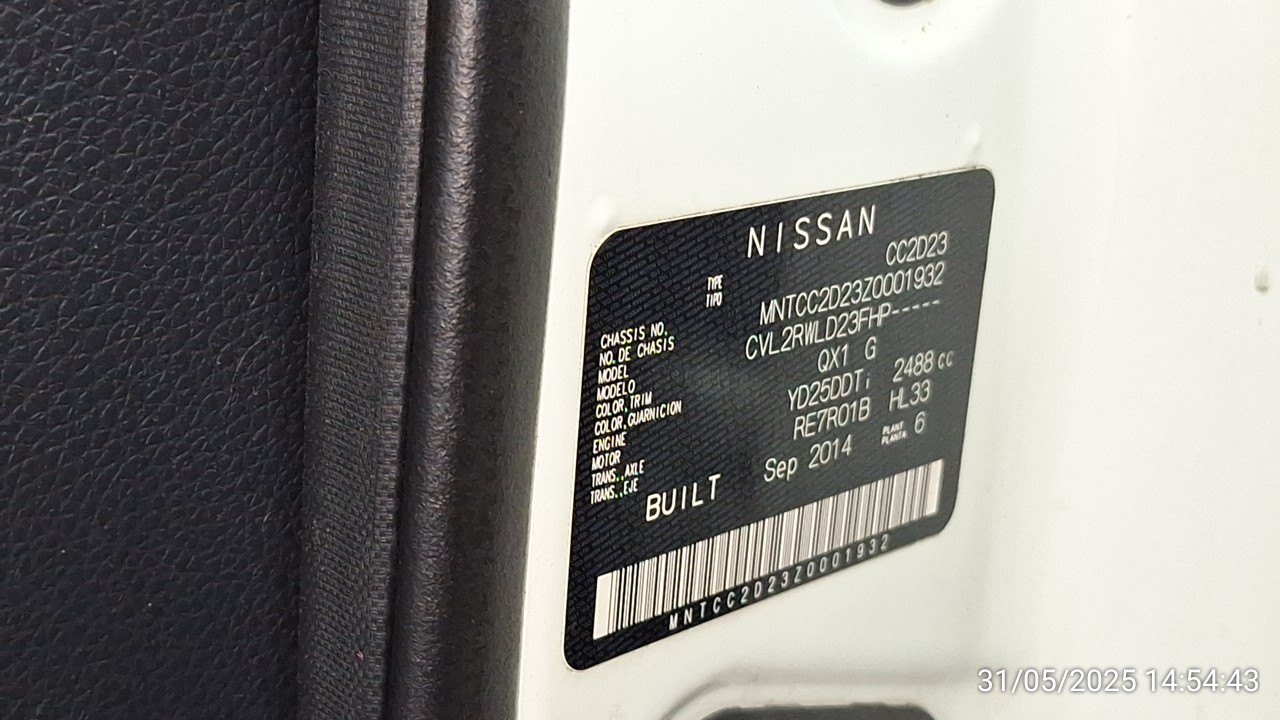 NISSAN
TYPE CC2D23
TIPO
CHASSIS NO. MNTCC2D23Z0001932
NO. DE CHASIS
MODEL CVL2RWLD23FHP-----
MODELO
COLOR,TRIM QX1 G
COLOR,GUARNICION
ENGINE YD25DDTi 2488 cc
MOTOR
TRANS.,AXLE RE7R01B HL33
TRANS.,EJE
BUILT Sep 2014 PLANT 6
PLANTA
MNTCC2D23Z0001932
31/05/2025 14:54:43